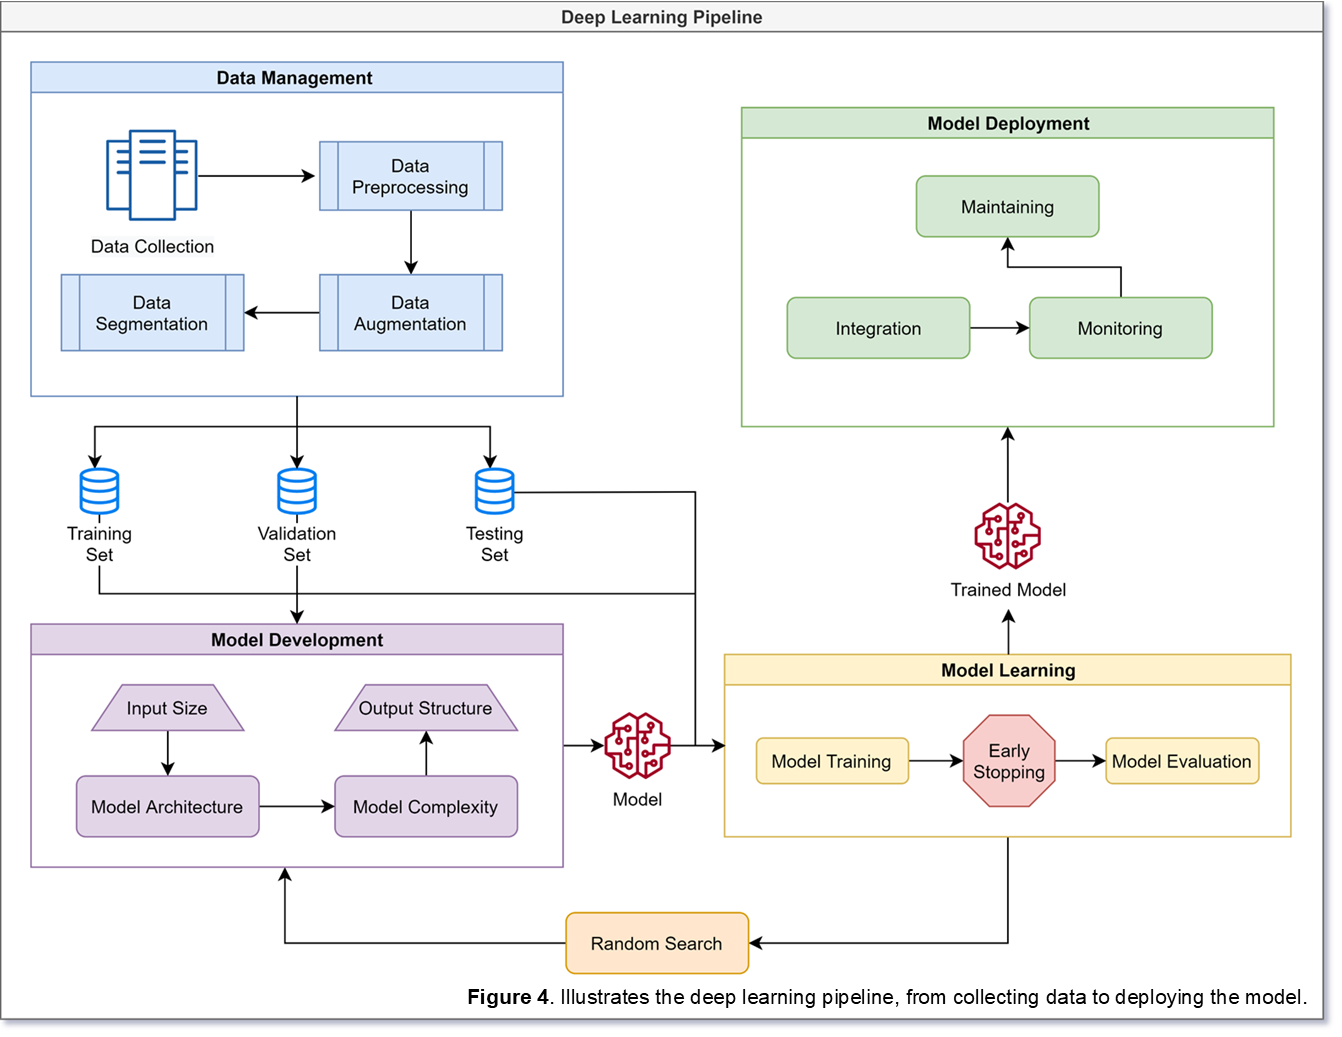 Deep Learning Pipeline
Data Management
Data Collection
Data
Preprocessing
Data
Augmentation
Data
Segmentation
Training
Set
Validation
Set
Testing
Set
Model Development
Input Size
Model Architecture
Model Complexity
Output Structure
Model
Model Learning
Model Training
Early
Stopping
Model Evaluation
Random Search
Trained Model
Model Deployment
Integration
Monitoring
Maintaining
Figure 4. Illustrates the deep learning pipeline, from collecting data to deploying the model.